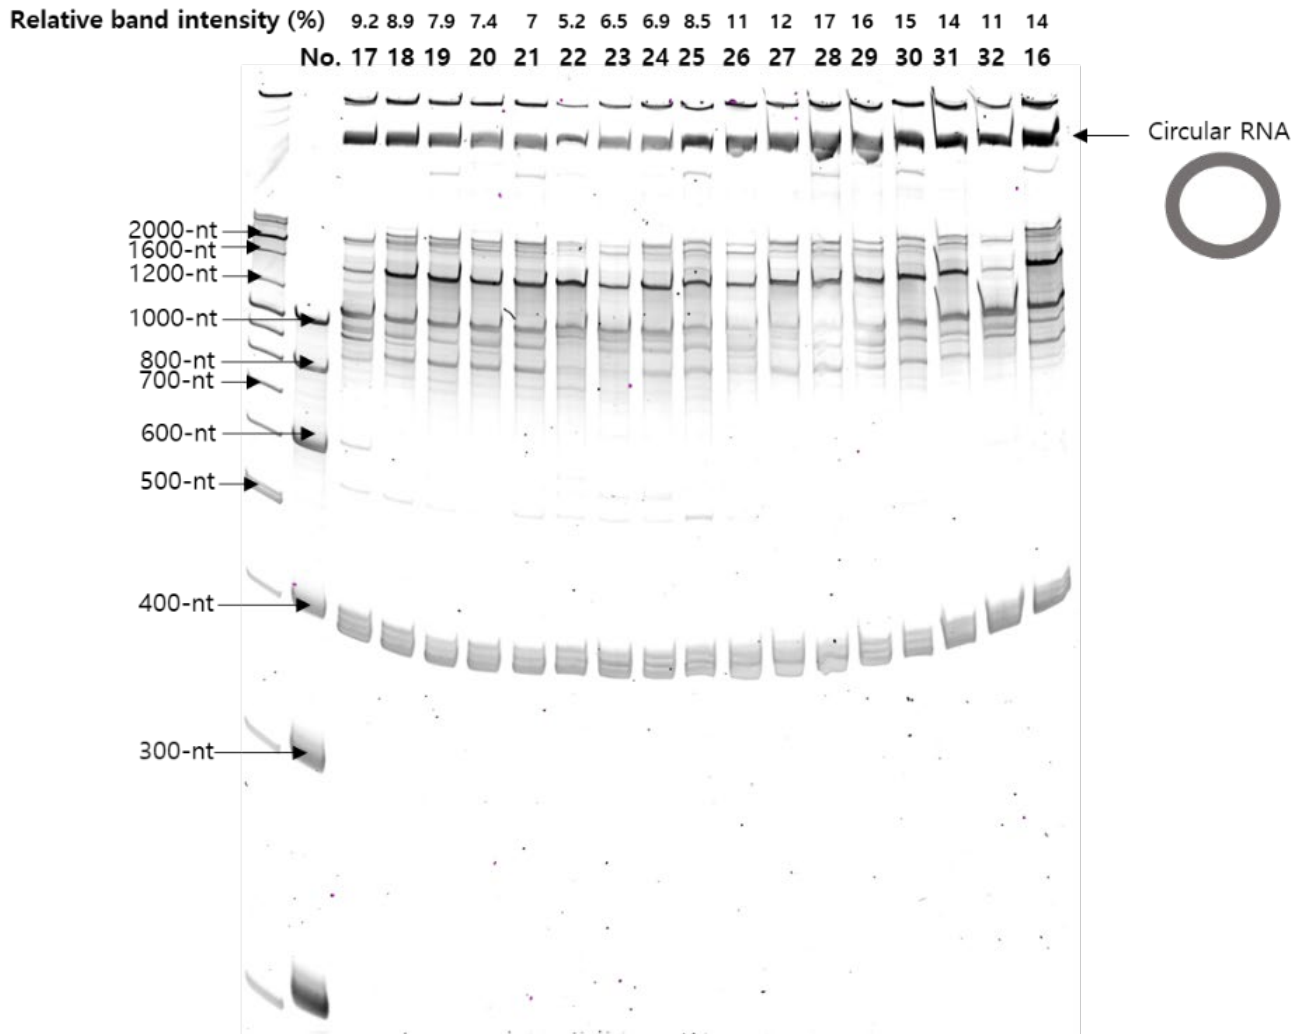 Relative band intensity (%) 9.2 8.9 7.9 7.4 7 5.2 6.5 6.9 8.5 11 12 17 16 15 14 11 14
No. 17 18 19 20 21 22 23 24 25 26 27 28 29 30 31 32 16
Circular RNA
2000-nt
1600-nt
1200-nt
1000-nt
800-nt
700-nt
600-nt
500-nt
400-nt
300-nt